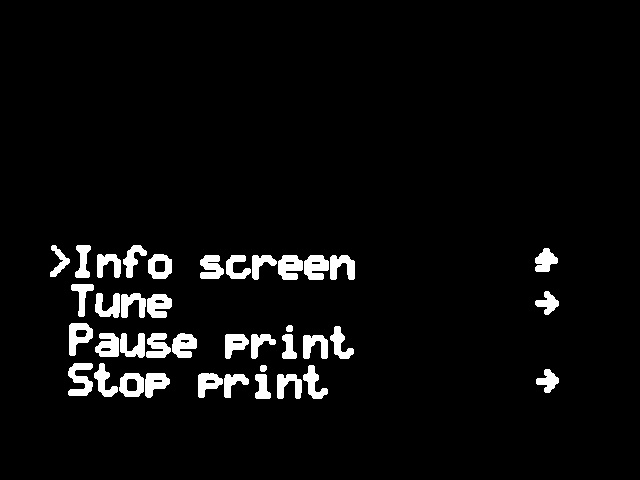 >Info screen ↑
Tune →
Pause print
Stop print →